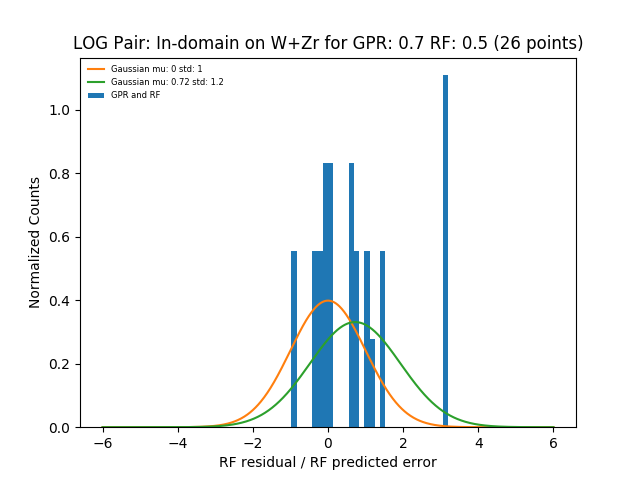 LOG Pair: In-domain on W+Zr for GPR: 0.7 RF: 0.5 (26 points)
Gaussian mu: 0 std: 1
Gaussian mu: 0.72 std: 1.2
GPR and RF
Normalized Counts
1.0
0.8
0.6
0.4
0.2
0.0
−6 −4 −2 0 2 4 6
RF residual / RF predicted error